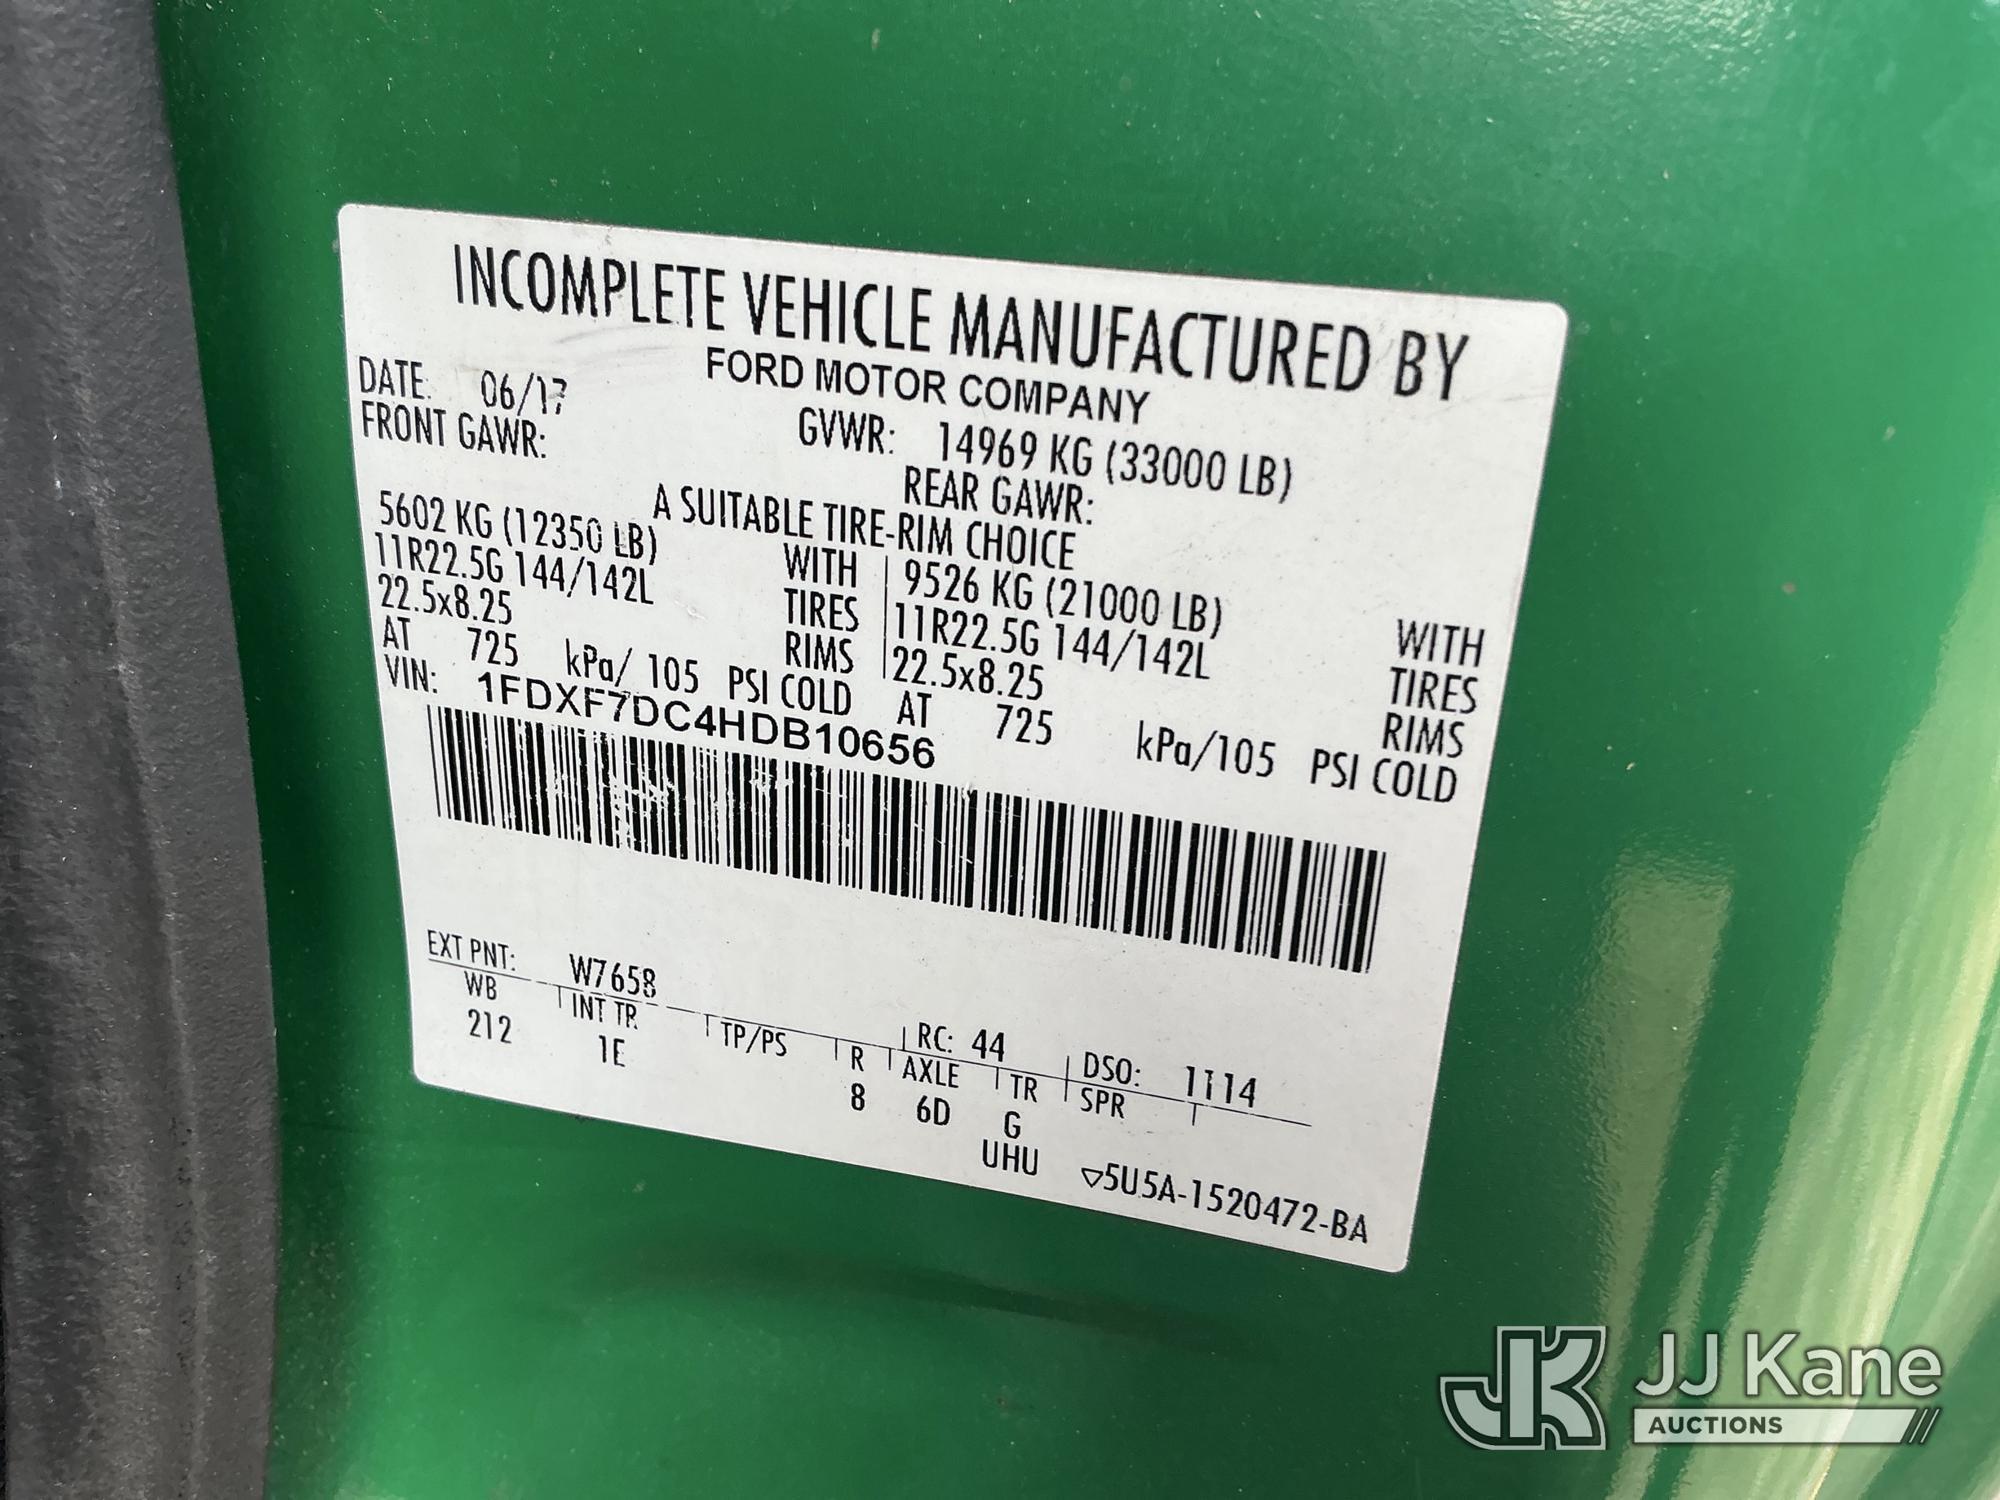 INCOMPLETE VEHICLE MANUFACTURED BY
FORD MOTOR COMPANY
DATE: 06/17
GVWR: 14969 KG (33000 LB)
FRONT GAWR:
REAR GAWR:
A SUITABLE TIRE-RIM CHOICE
5602 KG (12350 LB) WITH
11R22.5G 144/142L TIRES
22.5x8.25 RIMS
AT 725 kPa/ 105 PSI COLD
9526 KG (21000 LB) WITH
11R22.5G 144/142L TIRES
22.5x8.25 RIMS
AT 725 kPa/105 PSI COLD
VIN: 1FDXF7DC4HDB10656
EXT PNT: W7658 RC: 44 DSO: 1114
WB INT TR TP/PS R AXLE TR SPR
212 1E 8 6D G
UHU ▽5U5A-1520472-BA
JK JJ Kane
AUCTIONS